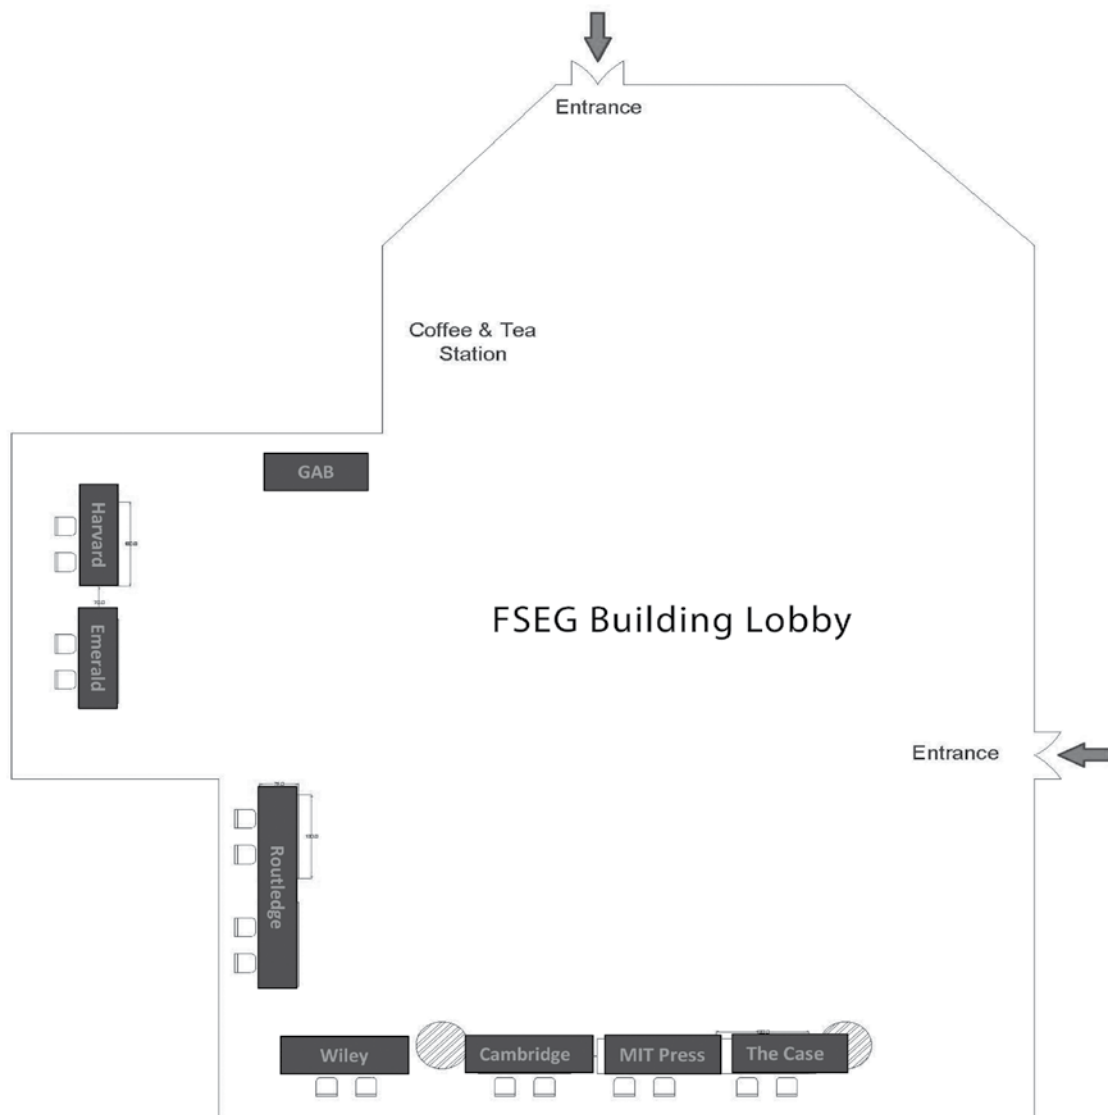 Entrance
Coffee & Tea
Station
GAB
Harvard
Emerald
FSEG Building Lobby
Entrance
Routledge
Wiley
Cambridge
MIT Press
The Case